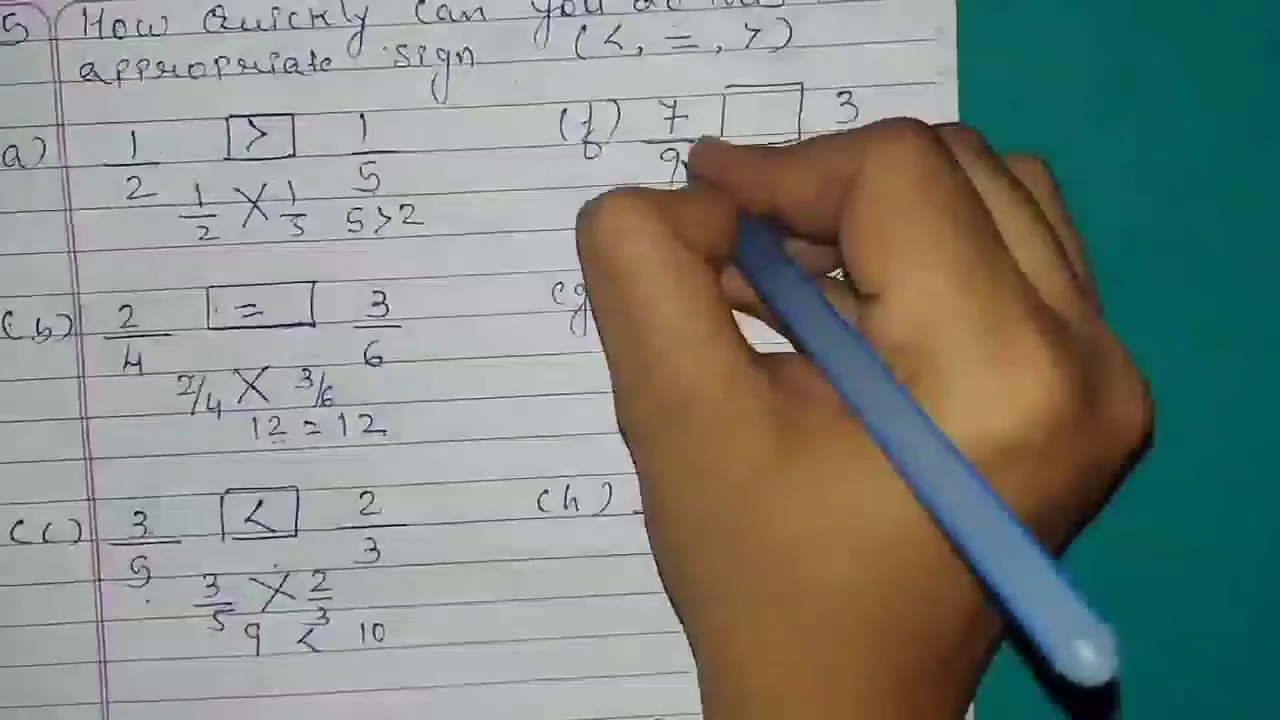 5) How Quickly can you
appropriate sign (<, =, >)
a) 1/2 > 1/5
1/2 X 1/5 5>2
(b) 2/4 = 3/6
2/4 X 3/6
12 = 12
(c) 3/5 < 2/3
3/5 X 2/3
9 < 10
(f) 7/9 3
(g
(h)